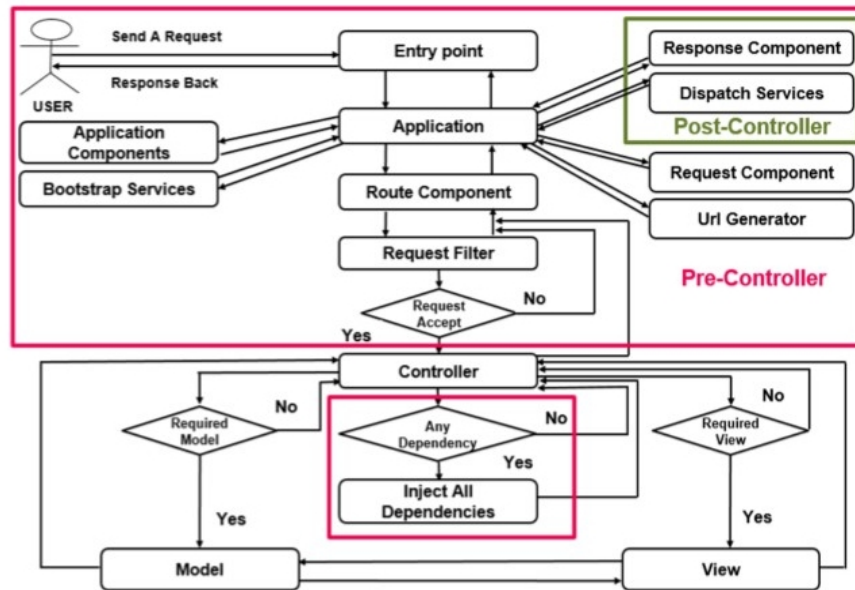 Send A Request
Entry point
Response Component
Response Back
USER
Dispatch Services
Application
Post-Controller
Application
Components
Bootstrap Services
Request Component
Route Component
Url Generator
Request Filter
Pre-Controller
Request
Accept
No
Yes
Controller
Required
Model
No
Any
Dependency
No
Required
View
No
Yes
Inject All
Dependencies
Yes
Yes
Model
View